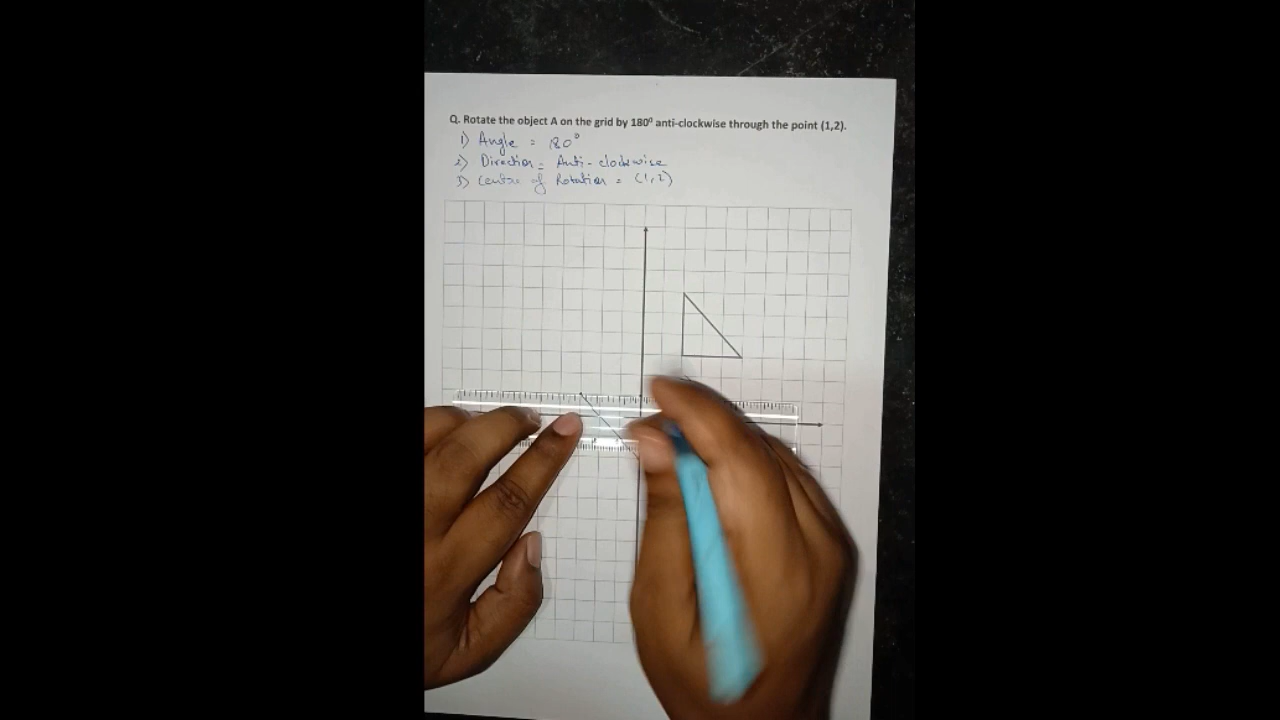 Q. Rotate the object A on the grid by 180⁰ anti-clockwise through the point (1,2).
1) Angle = 180°
2) Direction = Anti-clockwise
3) Centre of Rotation = (1,2)